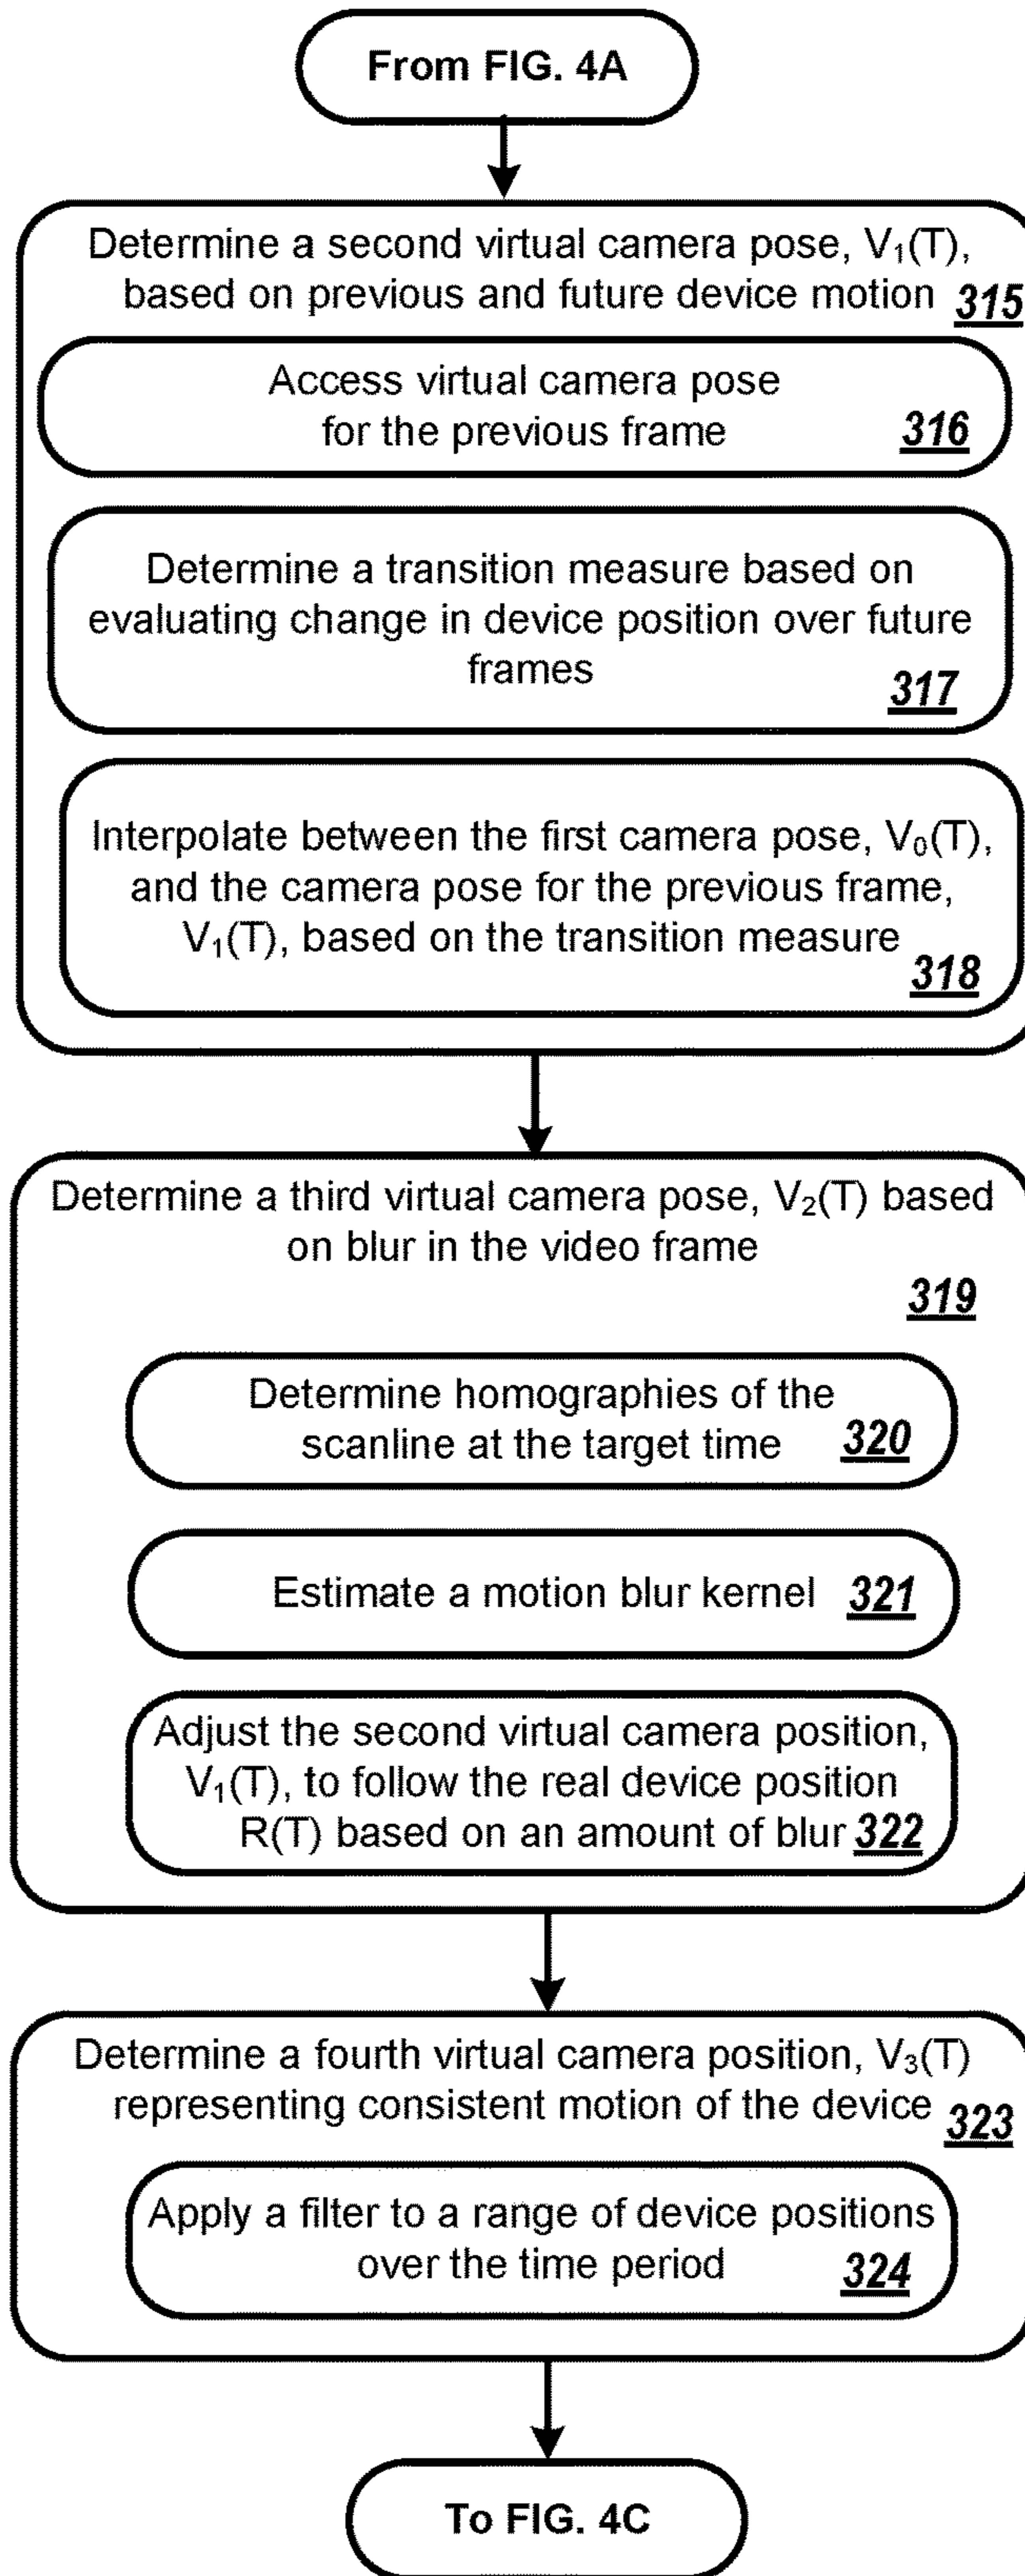 From FIG. 4A
Determine a second virtual camera pose, V₁(T),
based on previous and future device motion 315
Access virtual camera pose
for the previous frame 316
Determine a transition measure based on
evaluating change in device position over future
frames 317
Interpolate between the first camera pose, V₀(T),
and the camera pose for the previous frame,
V₁(T), based on the transition measure 318
Determine a third virtual camera pose, V₂(T) based
on blur in the video frame
319
Determine homographies of the
scanline at the target time 320
Estimate a motion blur kernel 321
Adjust the second virtual camera position,
V₁(T), to follow the real device position
R(T) based on an amount of blur 322
Determine a fourth virtual camera position, V₃(T)
representing consistent motion of the device 323
Apply a filter to a range of device positions
over the time period 324
To FIG. 4C